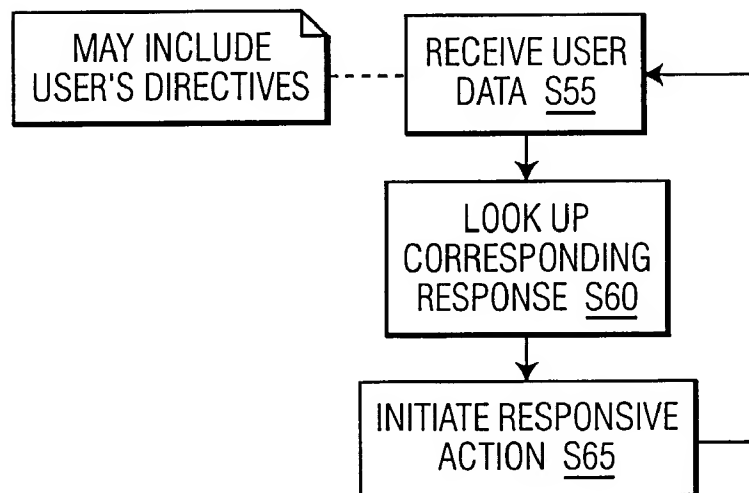 MAY INCLUDE
USER'S DIRECTIVES
RECEIVE USER
DATA S55
LOOK UP
CORRESPONDING
RESPONSE S60
INITIATE RESPONSIVE
ACTION S65